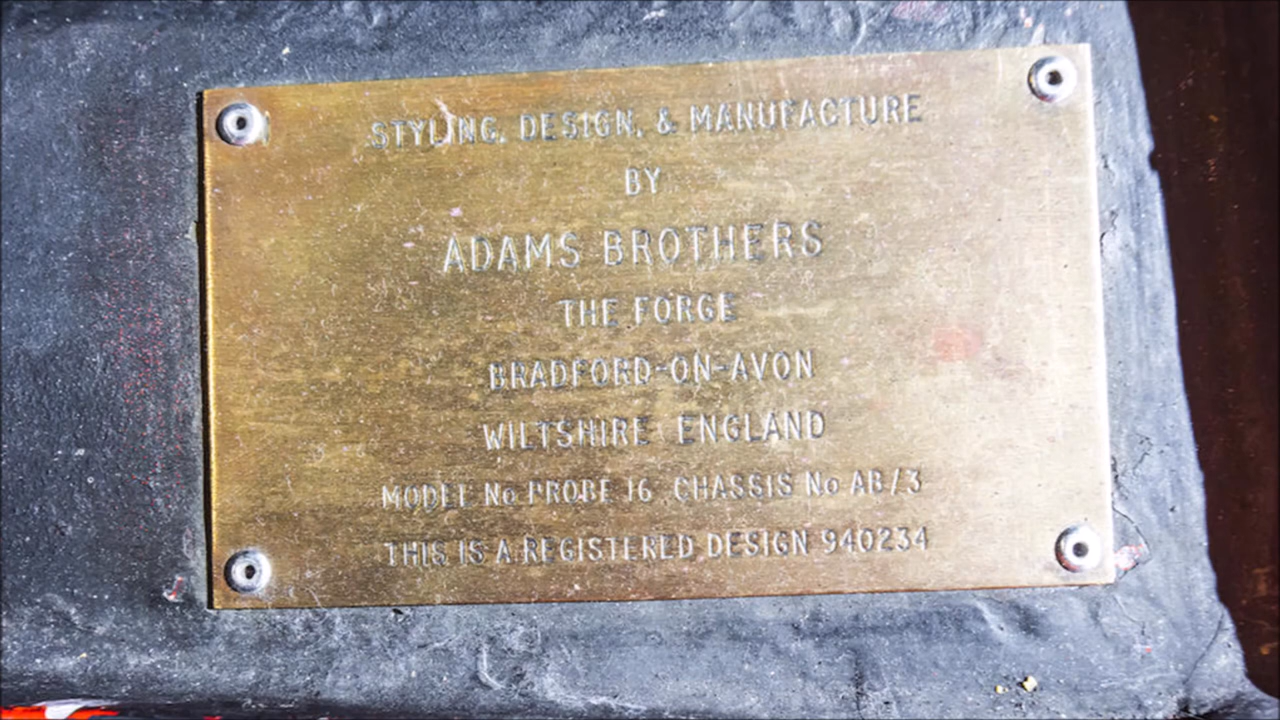 STYLING, DESIGN, & MANUFACTURE
BY
ADAMS BROTHERS
THE FORGE
BRADFORD-ON-AVON
WILTSHIRE ENGLAND
MODEL No PROBE 16 CHASSIS No AB/3
THIS IS A REGISTERED DESIGN 940234